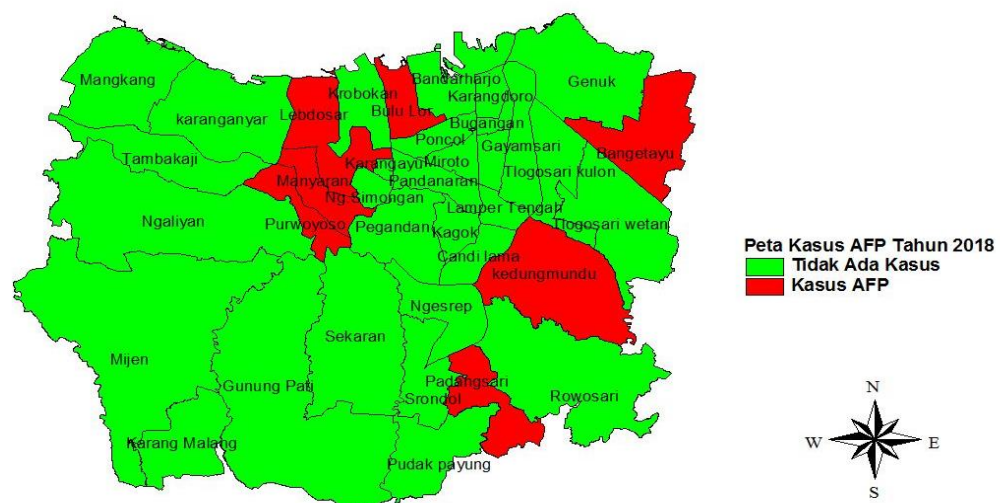 Mangkang
karanganyar
Lebdosar
Krobokan
Bulu Lor
Bandarharjo
Karangdoro
Genuk
Bugangan
Poncol
Gayamsari
Bangetayu
Tambakaji
Karangayu
Miroto
Tlogosari kulon
Manyaran
Pandanaran
Ng Simongan
Lamper Tengah
Ngaliyan
Purwoyoso
Pegandan
Kagok
Tlogosari wetan
Candi lama
kedungmundu
Ngesrep
Sekaran
Mijen
Gunung Pati
Padangsari
Srondol
Rowosari
Karang Malang
Pudak payung
Peta Kasus AFP Tahun 2018
Tidak Ada Kasus
Kasus AFP
N
W
E
S